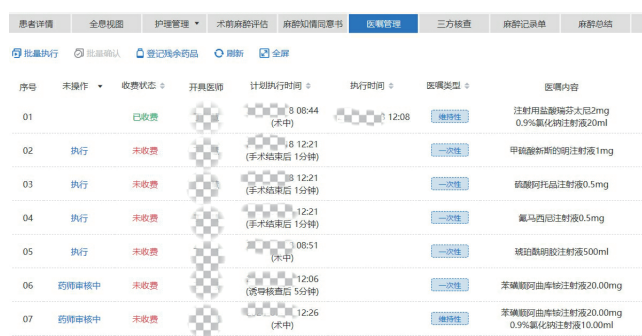 患者详情 全息视图 护理管理 术前麻醉评估 麻醉知情同意书 医嘱管理 三方核查 麻醉记录单 麻醉总结
批量执行 批量确认 登记残余药品 刷新 全屏
序号 未操作 收费状态 开具医师 计划执行时间 执行时间 医嘱类型 医嘱内容
01 已收费 8 08:44 (术中) 12:08 维持性 注射用盐酸瑞芬太尼2mg
0.9%氯化钠注射液20ml
02 执行 未收费 8 12:21 (手术结束后 1分钟) 一次性 甲硫酸新斯的明注射液1mg
03 执行 未收费 8 12:21 (手术结束后 1分钟) 一次性 硫酸阿托品注射液0.5mg
04 执行 未收费 12:21 (手术结束后 1分钟) 一次性 氟马西尼注射液0.5mg
05 执行 未收费 08:51 (术中) 一次性 琥珀酰明胶注射液500ml
06 药师审核中 未收费 12:06 (诱导核查后 5分钟) 一次性 苯磺顺阿曲库铵注射液20.00mg
07 药师审核中 未收费 12:26 (术中) 维持性 苯磺顺阿曲库铵注射液20.00mg
0.9%氯化钠注射液10.00ml